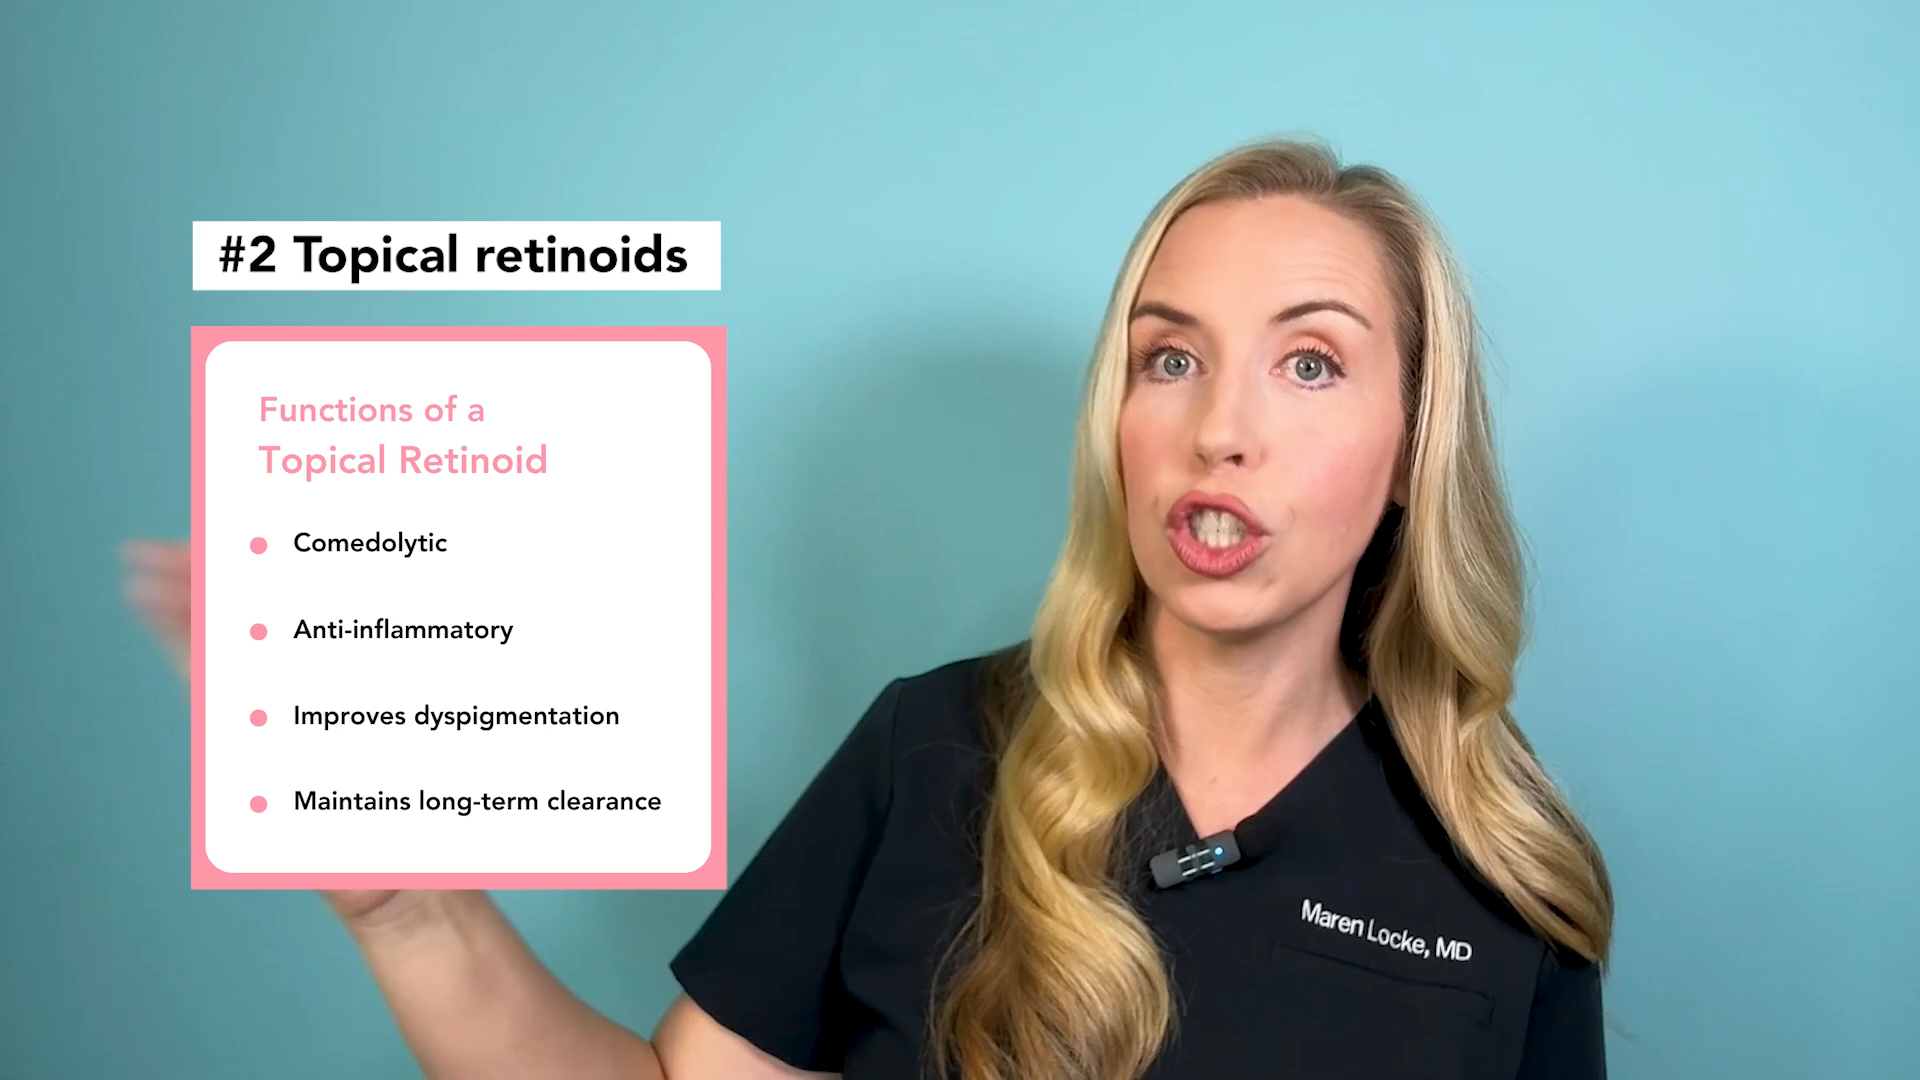 #2 Topical retinoids
Functions of a
Topical Retinoid
Comedolytic
Anti-inflammatory
Improves dyspigmentation
Maintains long-term clearance
Maren Locke, MD